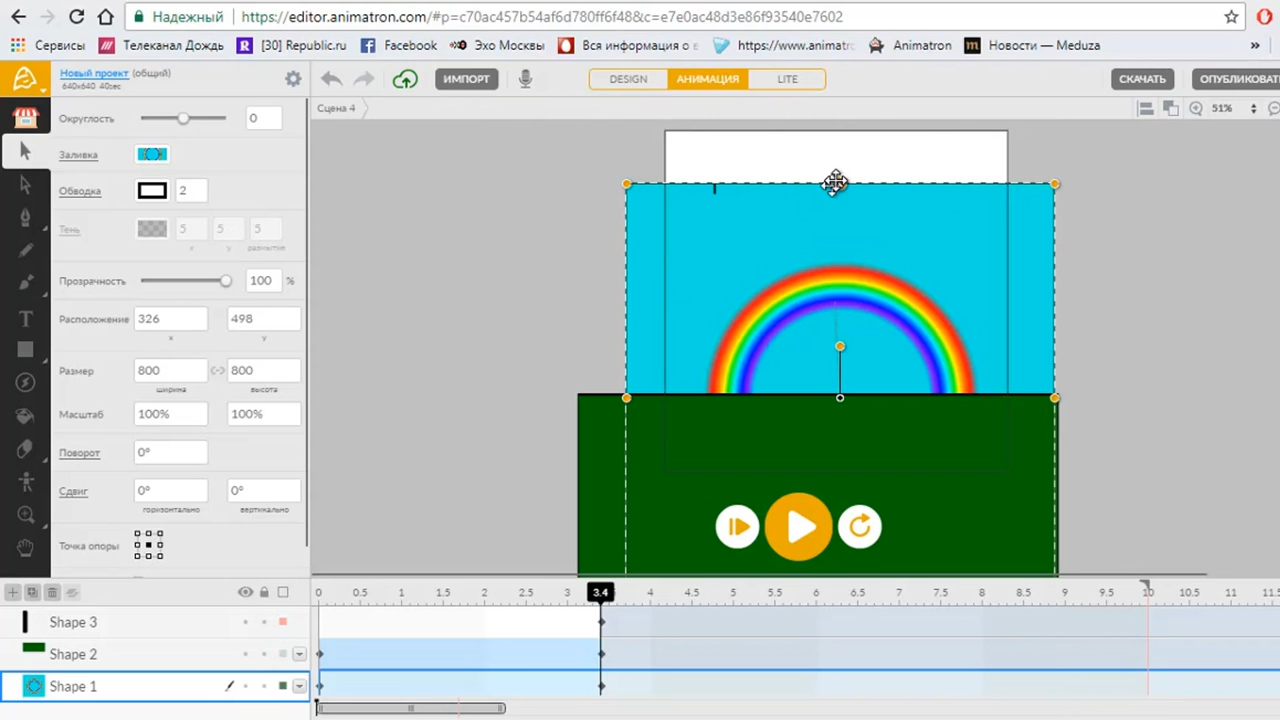 Надежный https://editor.animatron.com/#p=c70ac457b54af6d780ff6f48&c=e7e0ac48d3e86f93540e7602
Сервисы Телеканал Дождь [30] Republic.ru Facebook Эхо Москвы Вся информация о в https://www.animatr Animatron Новости — Meduza »
Новый проект (общий)
640x640 40sec
ИМПОРТ DESIGN АНИМАЦИЯ LITE СКАЧАТЬ ОПУБЛИКОВАТ
Сцена 4 51%
Округлость 0
Заливка
Обводка 2
Тень 5 5 5
x y размытия
Прозрачность 100 %
Расположение 326 498
x y
Размер 800 800
ширина высота
Масштаб 100% 100%
Поворот 0°
Сдвиг 0° 0°
горизонтально вертикально
Точка опоры
0 0.5 1 1.5 2 2.5 3 3.4 4 4.5 5 5.5 6 6.5 7 7.5 8 8.5 9 9.5 10 10.5 11 11.5
Shape 3
Shape 2
Shape 1